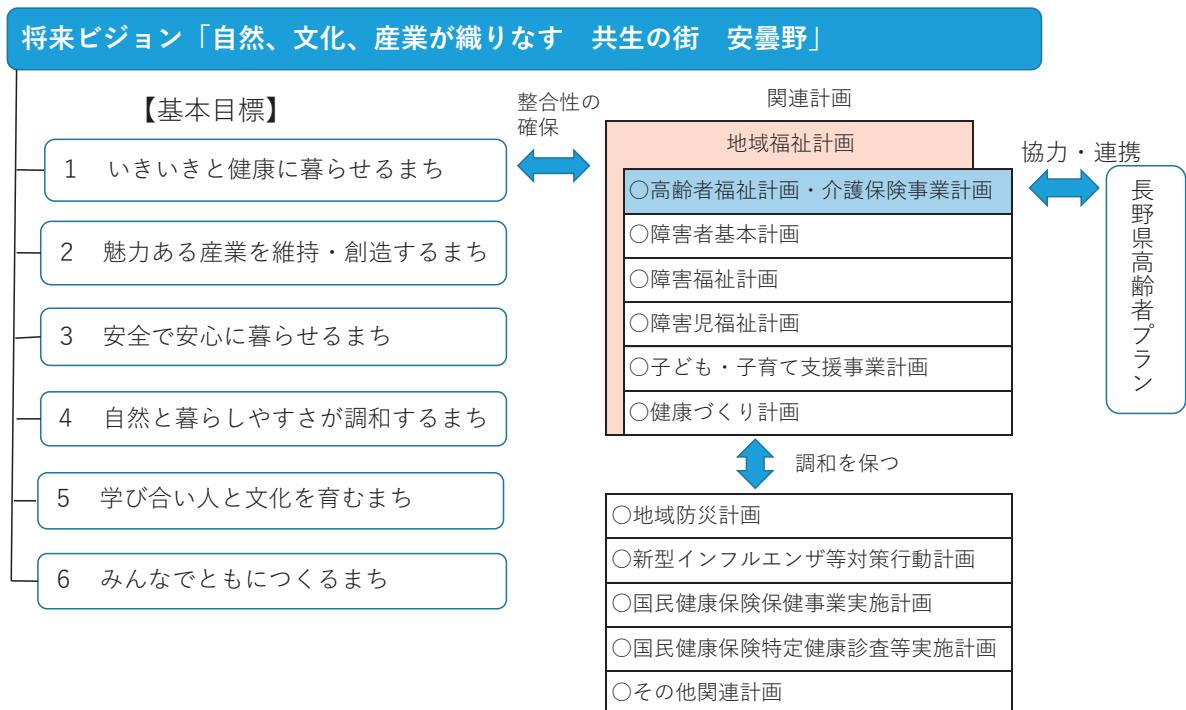 将来ビジョン「自然、文化、産業が織りなす　共生の街　安曇野」
【基本目標】
1　いきいきと健康に暮らせるまち
2　魅力ある産業を維持・創造するまち
3　安全で安心に暮らせるまち
4　自然と暮らしやすさが調和するまち
5　学び合い人と文化を育むまち
6　みんなでともにつくるまち
整合性の
確保
関連計画
地域福祉計画
○高齢者福祉計画・介護保険事業計画
○障害者基本計画
○障害福祉計画
○障害児福祉計画
○子ども・子育て支援事業計画
○健康づくり計画
協力・連携
長野県高齢者プラン
調和を保つ
○地域防災計画
○新型インフルエンザ等対策行動計画
○国民健康保険保健事業実施計画
○国民健康保険特定健康診査等実施計画
○その他関連計画